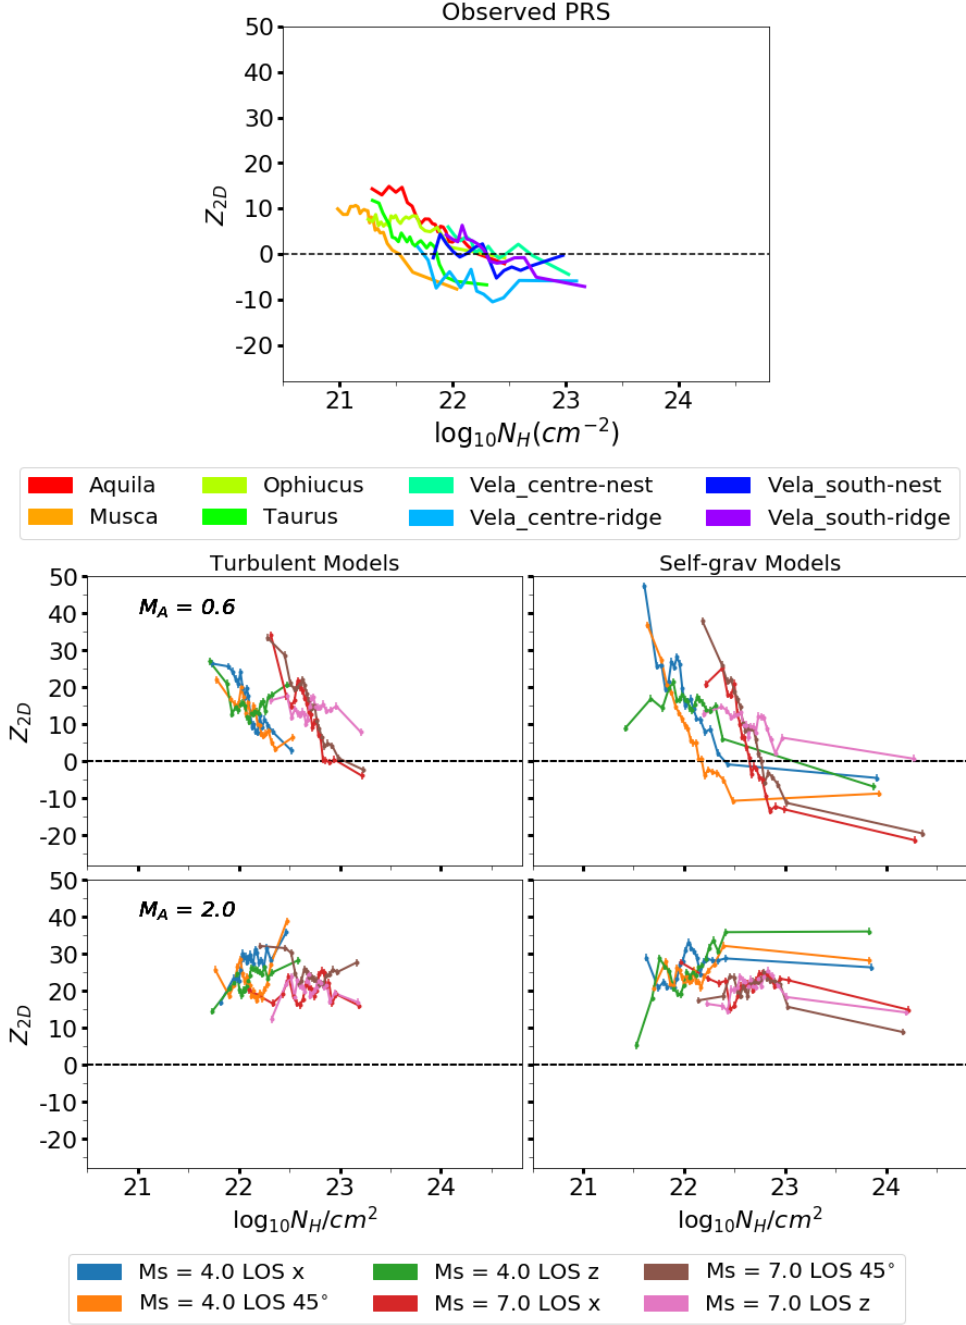 Observed PRS
50
40
30
20
10
0
-10
-20
Z2D
21 22 23 24
log10NH(cm−2)
Aquila Ophiucus Vela_centre-nest Vela_south-nest
Musca Taurus Vela_centre-ridge Vela_south-ridge
Turbulent Models Self-grav Models
50
40
30
20
10
0
-10
-20
Z2D
MA = 0.6
50
40
30
20
10
0
-10
-20
Z2D
MA = 2.0
21 22 23 24 21 22 23 24
log10NH/cm2 log10NH/cm2
Ms = 4.0 LOS x Ms = 4.0 LOS z Ms = 7.0 LOS 45°
Ms = 4.0 LOS 45° Ms = 7.0 LOS x Ms = 7.0 LOS z